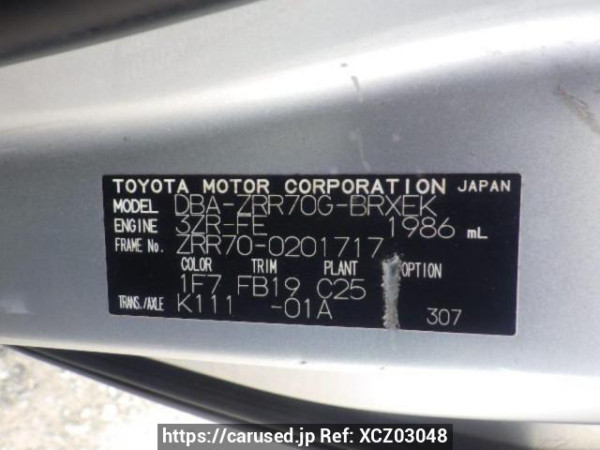 TOYOTA MOTOR CORPORATION JAPAN
MODEL DBA-ZRR70G-BRXEK
ENGINE 3ZR-FE 1986 mL
FRAME No. ZRR70-0201717
COLOR TRIM PLANT OPTION
1F7 FB19 C25
TRANS./AXLE K111 -01A 307
https://carused.jp Ref: XCZ03048